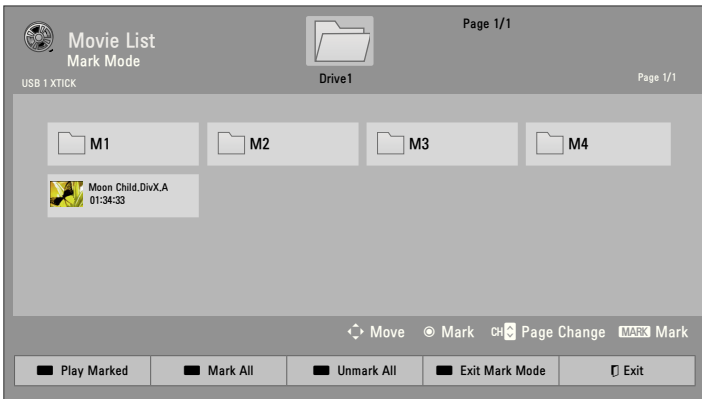 Movie List
Mark Mode
USB 1 XTICK
Drive1
Page 1/1
Page 1/1
M1
M2
M3
M4
Moon Child,DivX,A
01:34:33
Move
Mark
CH
Page Change
MARK Mark
Play Marked
Mark All
Unmark All
Exit Mark Mode
Exit